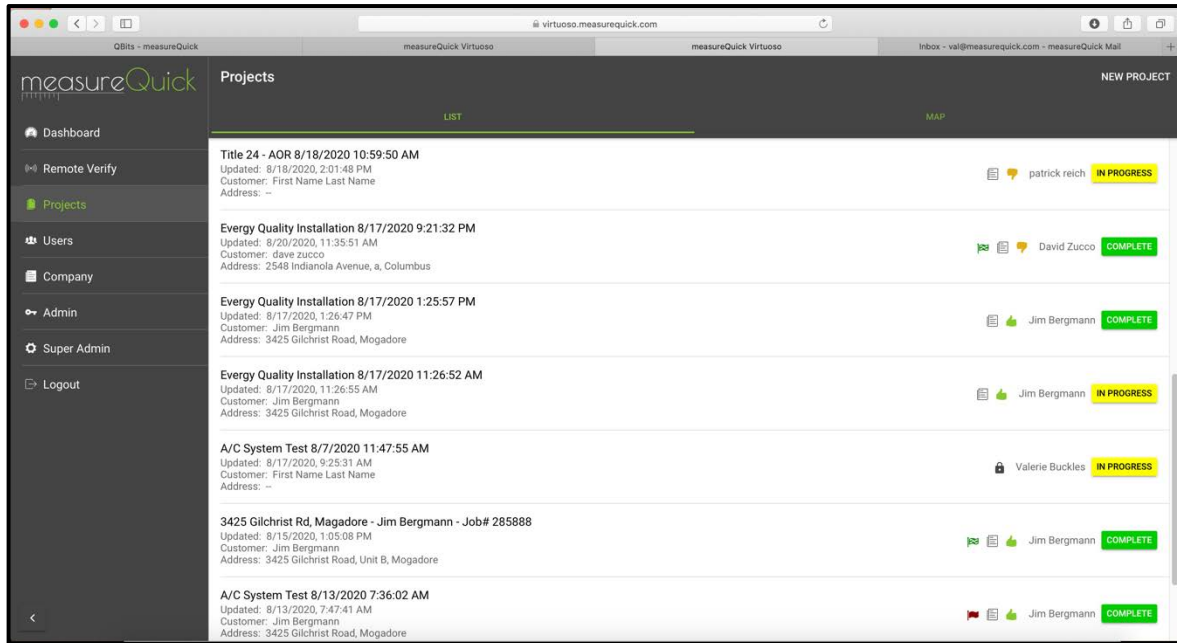 virtuoso.measurequick.com
QBits - measureQuick
measureQuick Virtuoso
measureQuick Virtuoso
Inbox - val@measurequick.com - measureQuick Mail
measureQuick
Projects
NEW PROJECT
LIST
MAP
Dashboard
Remote Verify
Projects
Users
Company
Admin
Super Admin
Logout
Title 24 - AOR 8/18/2020 10:59:50 AM
Updated: 8/18/2020, 2:01:48 PM
Customer: First Name Last Name
Address: --
patrick reich IN PROGRESS
Evergy Quality Installation 8/17/2020 9:21:32 PM
Updated: 8/20/2020, 11:35:51 AM
Customer: dave zucco
Address: 2548 Indianola Avenue, a, Columbus
David Zucco COMPLETE
Evergy Quality Installation 8/17/2020 1:25:57 PM
Updated: 8/17/2020, 1:26:47 PM
Customer: Jim Bergmann
Address: 3425 Gilchrist Road, Mogadore
Jim Bergmann COMPLETE
Evergy Quality Installation 8/17/2020 11:26:52 AM
Updated: 8/17/2020, 11:26:55 AM
Customer: Jim Bergmann
Address: 3425 Gilchrist Road, Mogadore
Jim Bergmann IN PROGRESS
A/C System Test 8/7/2020 11:47:55 AM
Updated: 8/17/2020, 9:25:31 AM
Customer: First Name Last Name
Address: --
Valerie Buckles IN PROGRESS
3425 Gilchrist Rd, Magadore - Jim Bergmann - Job# 285888
Updated: 8/15/2020, 1:05:08 PM
Customer: Jim Bergmann
Address: 3425 Gilchrist Road, Unit B, Mogadore
Jim Bergmann COMPLETE
A/C System Test 8/13/2020 7:36:02 AM
Updated: 8/13/2020, 7:47:41 AM
Customer: Jim Bergmann
Address: 3425 Gilchrist Road, Mogadore
Jim Bergmann COMPLETE